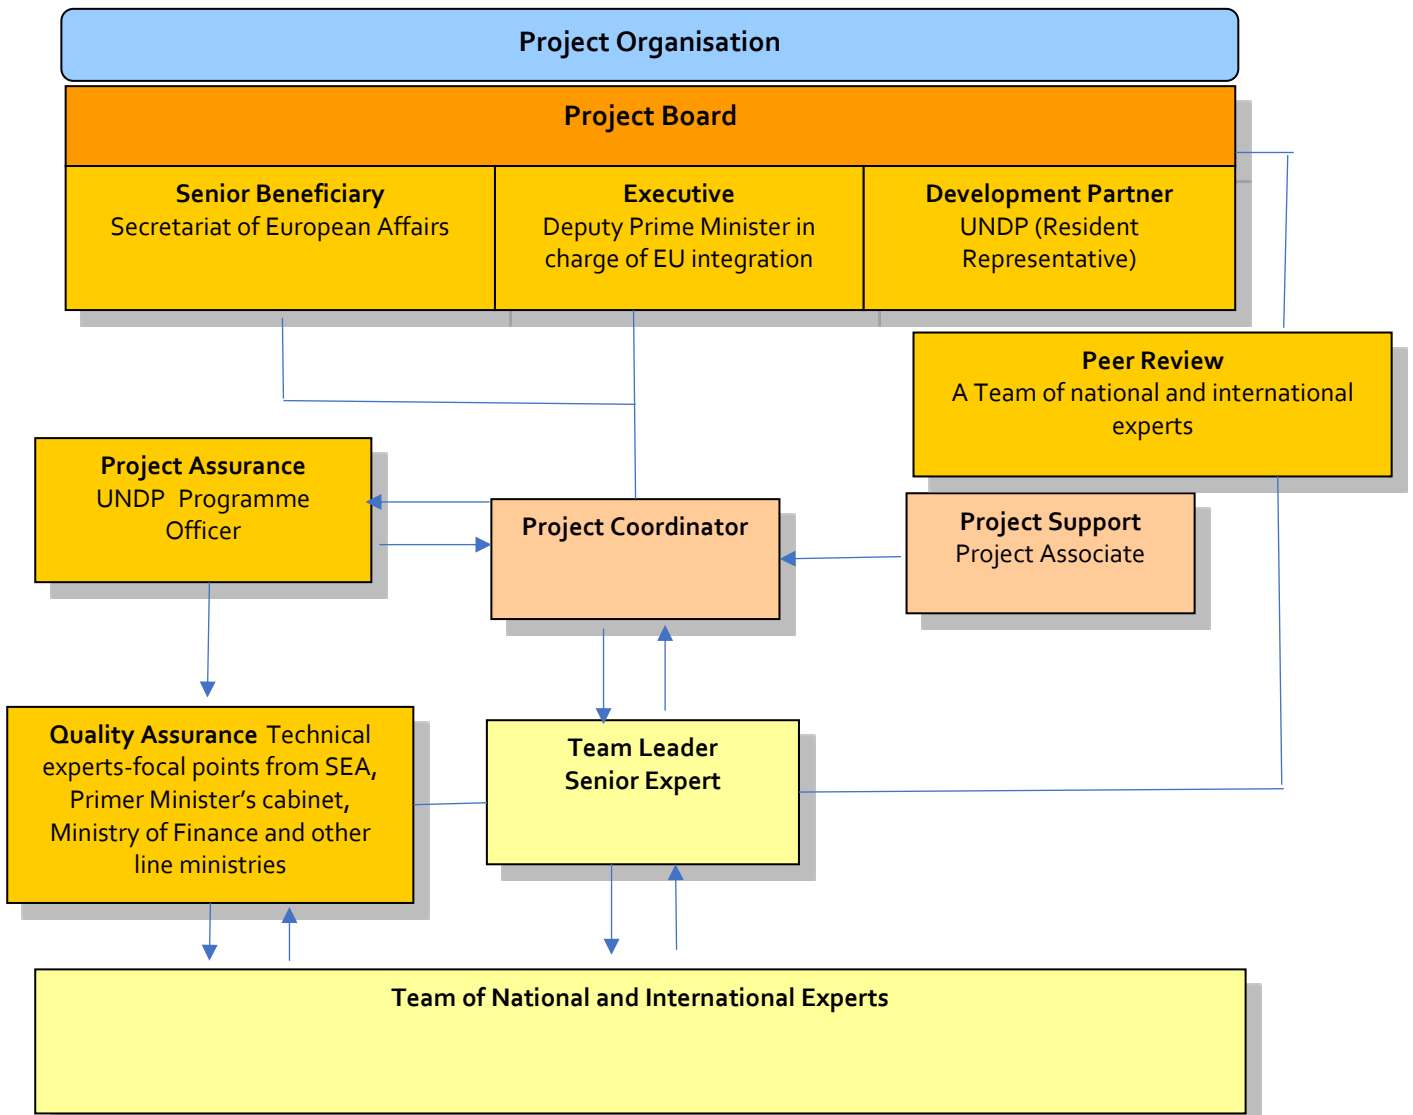 Project Organisation
Project Board
Senior Beneficiary
Secretariat of European Affairs
Executive
Deputy Prime Minister in
charge of EU integration
Development Partner
UNDP (Resident
Representative)
Peer Review
A Team of national and international
experts
Project Assurance
UNDP  Programme
Officer
Project Coordinator
Project Support
Project Associate
Quality Assurance Technical
experts-focal points from SEA,
Primer Minister’s cabinet,
Ministry of Finance and other
line ministries
Team Leader
Senior Expert
Team of National and International Experts